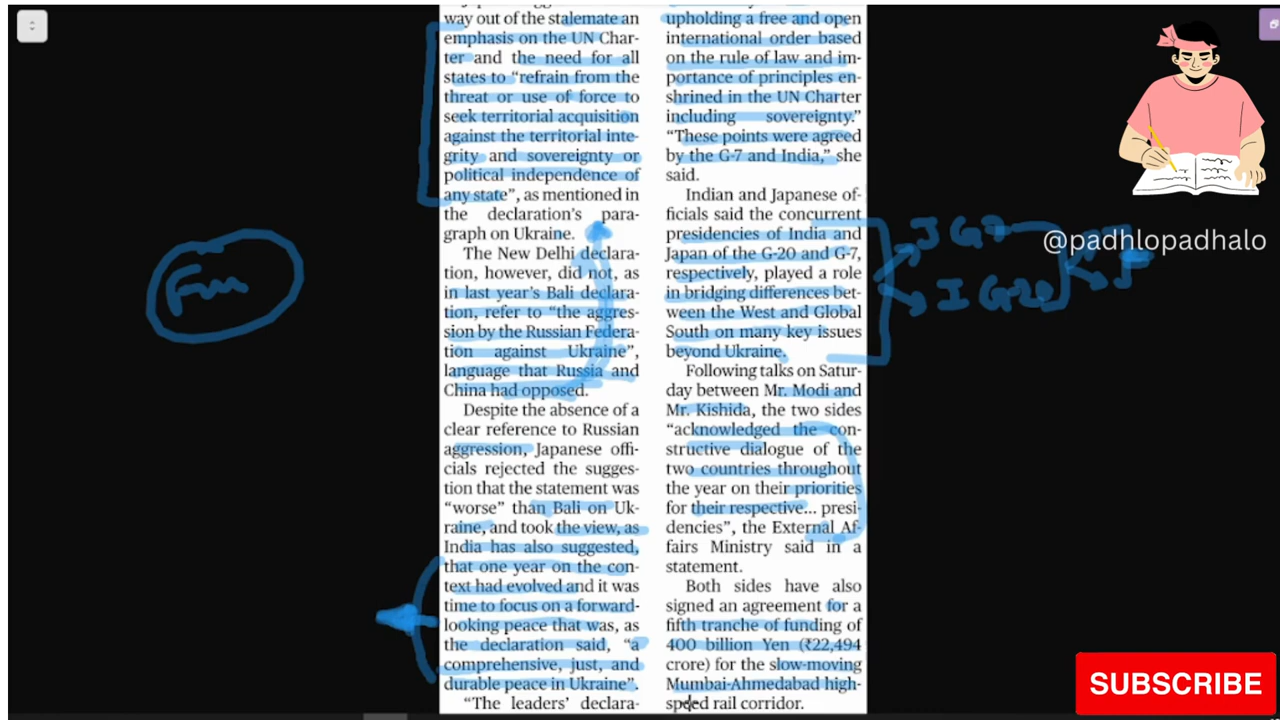 way out of the stalemate an
emphasis on the UN Char-
ter and the need for all
states to “refrain from the
threat or use of force to
seek territorial acquisition
against the territorial inte-
grity and sovereignty or
political independence of
any state”, as mentioned in
the declaration’s para-
graph on Ukraine.
The New Delhi declara-
tion, however, did not, as
in last year’s Bali declara-
tion, refer to “the aggres-
sion by the Russian Federa-
tion against Ukraine”,
language that Russia and
China had opposed.
Despite the absence of a
clear reference to Russian
aggression, Japanese offi-
cials rejected the sugges-
tion that the statement was
“worse” than Bali on Uk-
raine, and took the view, as
India has also suggested,
that one year on the con-
text had evolved and it was
time to focus on a forward-
looking peace that was, as
the declaration said, “a
comprehensive, just, and
durable peace in Ukraine”.
“The leaders’ declara-
upholding a free and open
international order based
on the rule of law and im-
portance of principles en-
shrined in the UN Charter
including sovereignty.”
“These points were agreed
by the G-7 and India,” she
said.
Indian and Japanese of-
ficials said the concurrent
presidencies of India and
Japan of the G-20 and G-7,
respectively, played a role
in bridging differences bet-
ween the West and Global
South on many key issues
beyond Ukraine.
Following talks on Satur-
day between Mr. Modi and
Mr. Kishida, the two sides
“acknowledged the con-
structive dialogue of the
two countries throughout
the year on their priorities
for their respective... presi-
dencies”, the External Af-
fairs Ministry said in a
statement.
Both sides have also
signed an agreement for a
fifth tranche of funding of
400 billion Yen (₹22,494
crore) for the slow-moving
Mumbai-Ahmedabad high-
speed rail corridor.
J G7
I G20
@padhlopadhalo
SUBSCRIBE